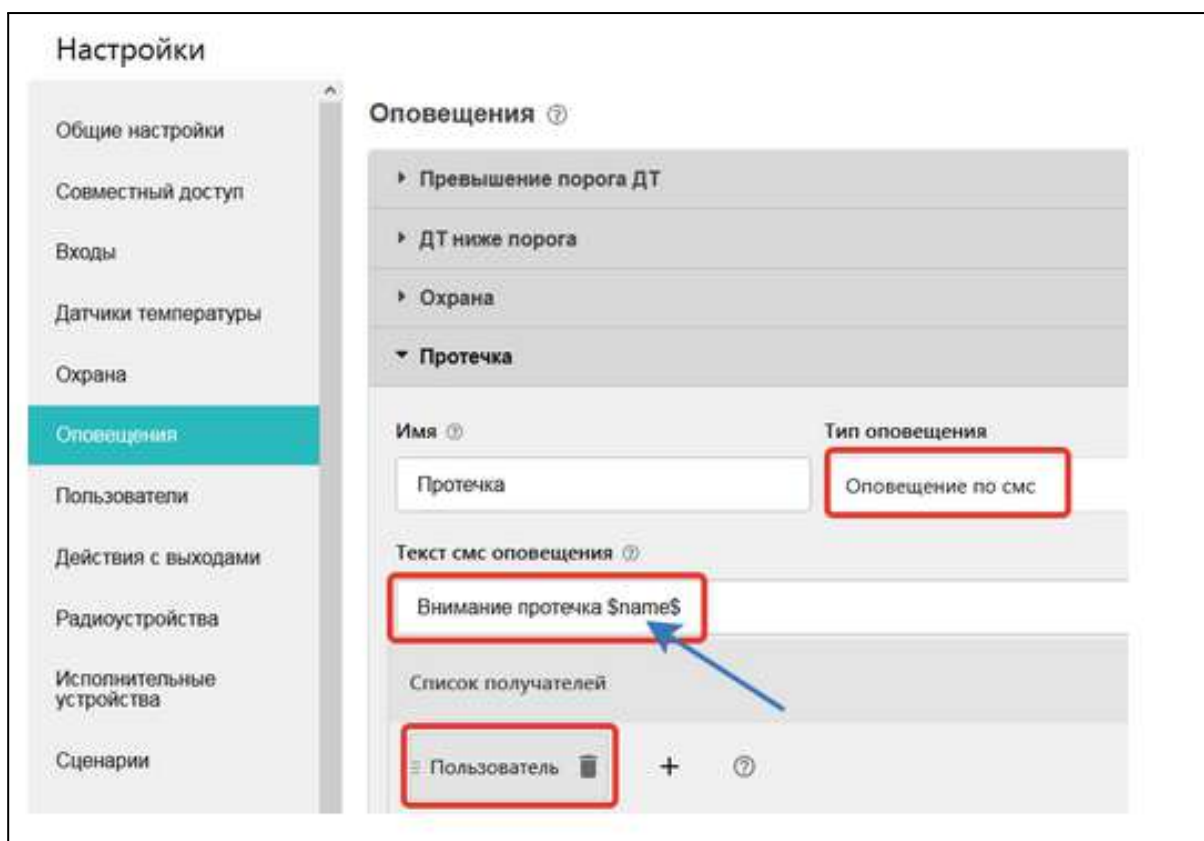 Настройки
Общие настройки
Совместный доступ
Входы
Датчики температуры
Охрана
Оповещения
Пользователи
Действия с выходами
Радиоустройства
Исполнительные
устройства
Сценарии
Оповещения ?
Превышение порога ДТ
ДТ ниже порога
Охрана
Протечка
Имя ?
Тип оповещения
Протечка
Оповещение по смс
Текст смс оповещения ?
Внимание протечка $name$
Список получателей
Пользователь + ?